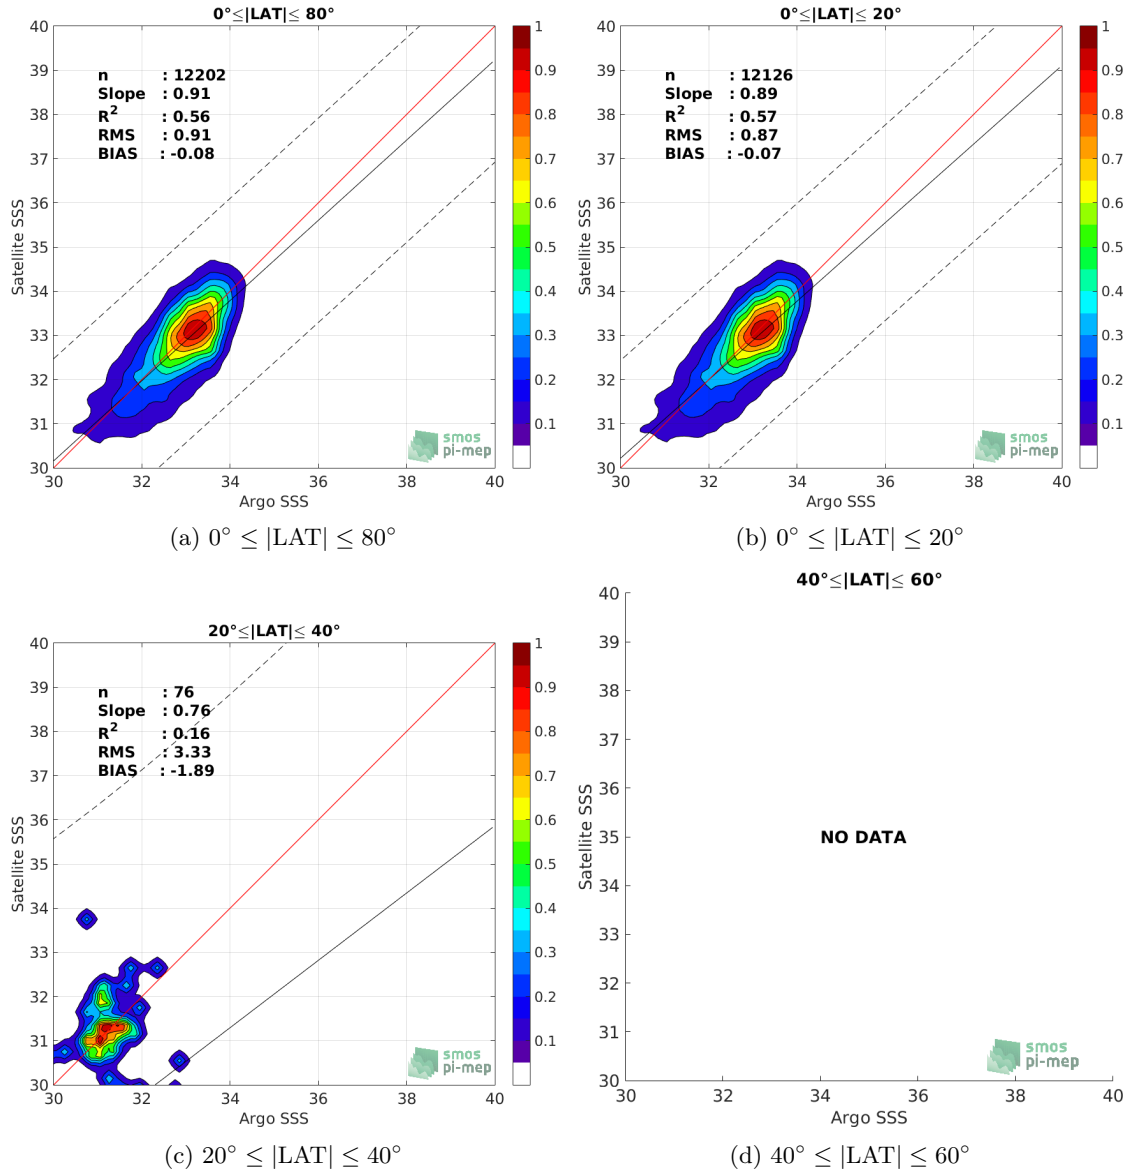 0°≤|LAT|≤ 80°
n : 12202
Slope : 0.91
R² : 0.56
RMS : 0.91
BIAS : -0.08
Satellite SSS
40
39
38
37
36
35
34
33
32
31
30
30 32 34 36 38 40
Argo SSS
1
0.9
0.8
0.7
0.6
0.5
0.4
0.3
0.2
0.1
smos
pi-mep
(a) 0° ≤ |LAT| ≤ 80°
0°≤|LAT|≤ 20°
n : 12126
Slope : 0.89
R² : 0.57
RMS : 0.87
BIAS : -0.07
Satellite SSS
40
39
38
37
36
35
34
33
32
31
30
30 32 34 36 38 40
Argo SSS
1
0.9
0.8
0.7
0.6
0.5
0.4
0.3
0.2
0.1
smos
pi-mep
(b) 0° ≤ |LAT| ≤ 20°
20°≤|LAT|≤ 40°
n : 76
Slope : 0.76
R² : 0.16
RMS : 3.33
BIAS : -1.89
Satellite SSS
40
39
38
37
36
35
34
33
32
31
30
30 32 34 36 38 40
Argo SSS
1
0.9
0.8
0.7
0.6
0.5
0.4
0.3
0.2
0.1
smos
pi-mep
(c) 20° ≤ |LAT| ≤ 40°
40°≤|LAT|≤ 60°
NO DATA
Satellite SSS
40
39
38
37
36
35
34
33
32
31
30
30 32 34 36 38 40
Argo SSS
smos
pi-mep
(d) 40° ≤ |LAT| ≤ 60°